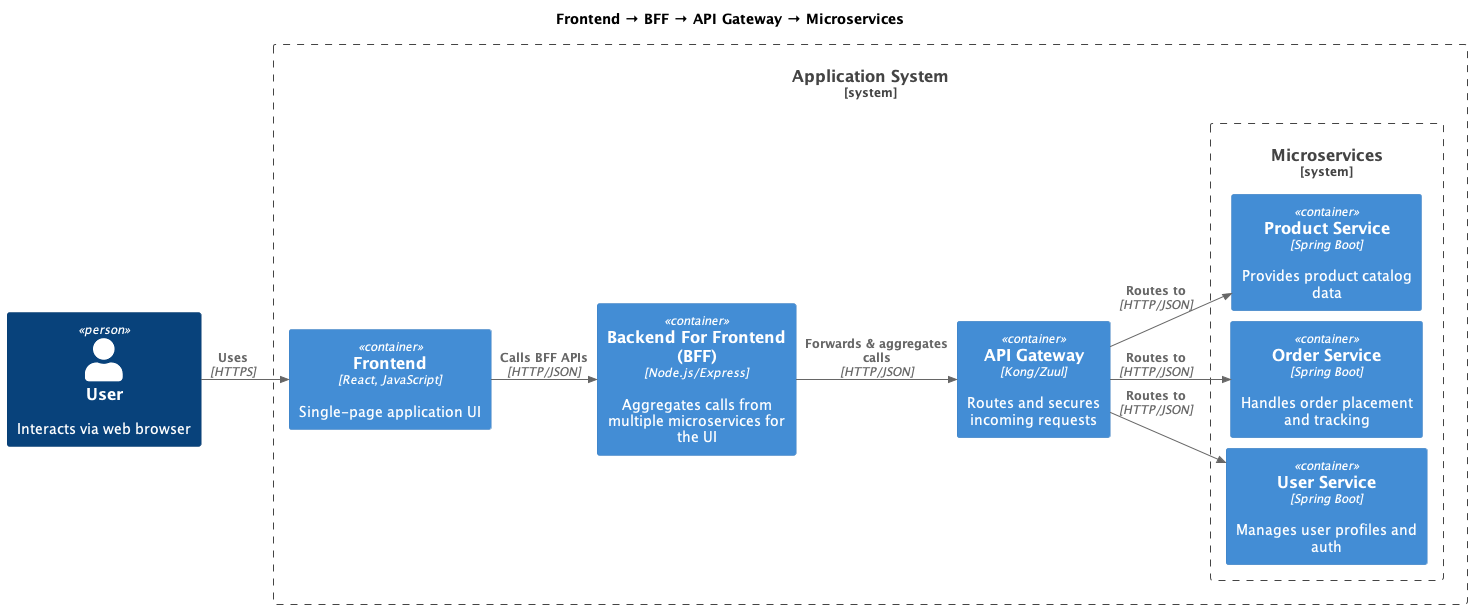 Frontend → BFF → API Gateway → Microservices
Application System
[system]
«person»
User
Interacts via web browser
Uses
[HTTPS]
«container»
Frontend
[React, JavaScript]
Single-page application UI
Calls BFF APIs
[HTTP/JSON]
«container»
Backend For Frontend
(BFF)
[Node.js/Express]
Aggregates calls from
multiple microservices for
the UI
Forwards & aggregates
calls
[HTTP/JSON]
«container»
API Gateway
[Kong/Zuul]
Routes and secures
incoming requests
Routes to
[HTTP/JSON]
Routes to
[HTTP/JSON]
Routes to
[HTTP/JSON]
Microservices
[system]
«container»
Product Service
[Spring Boot]
Provides product catalog
data
«container»
Order Service
[Spring Boot]
Handles order placement
and tracking
«container»
User Service
[Spring Boot]
Manages user profiles and
auth